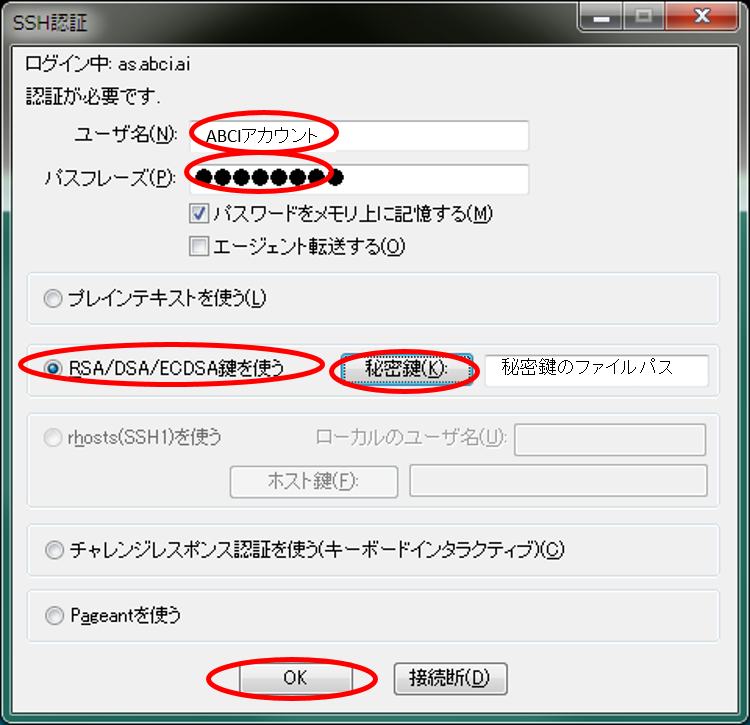 SSH認証
ログイン中: as.abci.ai
認証が必要です.
ユーザ名(N): ABCIアカウント
パスフレーズ(P): ●●●●●●●●
パスワードをメモリ上に記憶する(M)
エージェント転送する(O)
プレインテキストを使う(L)
RSA/DSA/ECDSA鍵を使う 秘密鍵(K): 秘密鍵のファイルパス
rhosts(SSH1)を使う ローカルのユーザ名(U):
ホスト鍵(F):
チャレンジレスポンス認証を使う(キーボードインタラクティブ)(C)
Pageantを使う
OK 接続断(D)